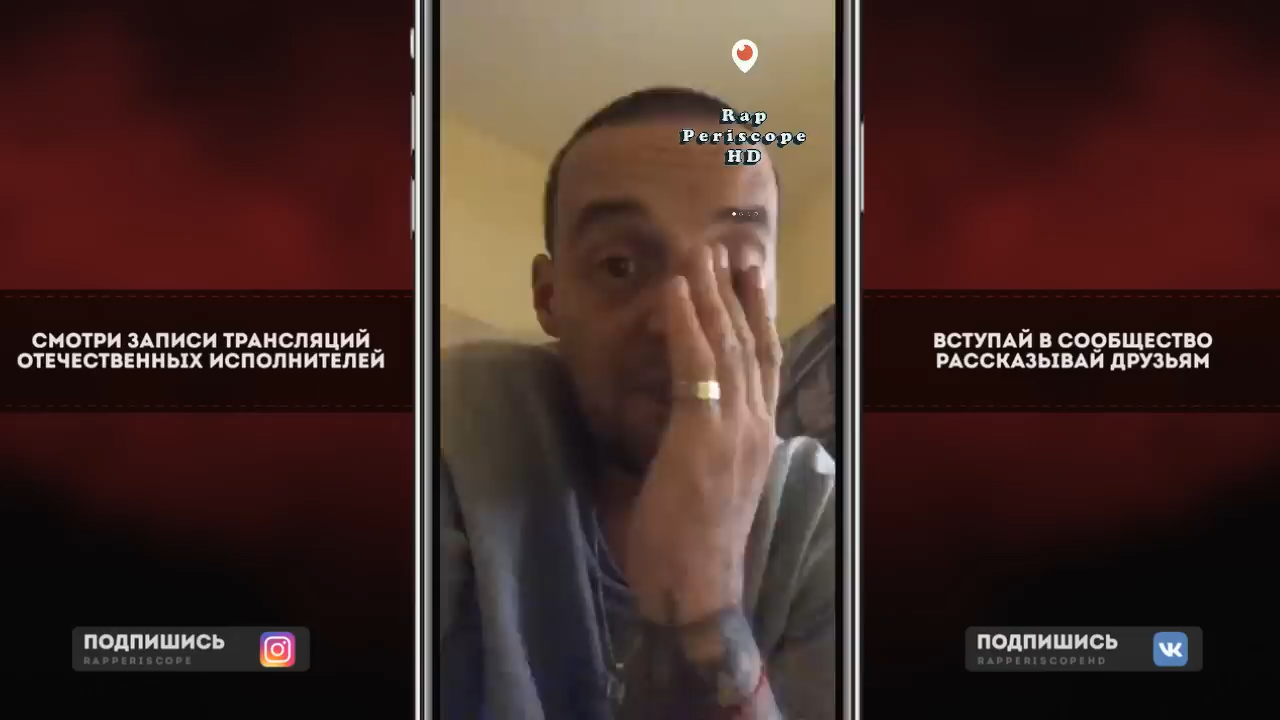 Rap
Periscope
HD
СМОТРИ ЗАПИСИ ТРАНСЛЯЦИЙ
ОТЕЧЕСТВЕННЫХ ИСПОЛНИТЕЛЕЙ
ВСТУПАЙ В СООБЩЕСТВО
РАССКАЗЫВАЙ ДРУЗЬЯМ
ПОДПИШИСЬ
RAPPERISCOPE
ПОДПИШИСЬ
RAPPERISCOPEHD